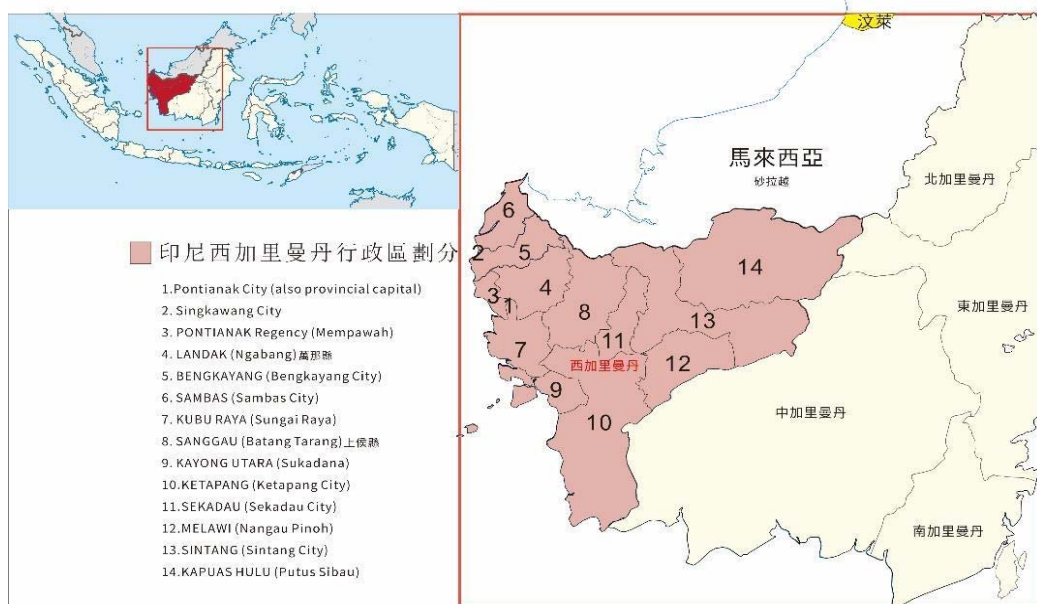 印尼西加里曼丹行政區劃分
1.Pontianak City (also provincial capital)
2. Singkawang City
3. PONTIANAK Regency (Mempawah)
4. LANDAK (Ngabang)萬那縣
5. BENGKAYANG (Bengkayang City)
6. SAMBAS (Sambas City)
7. KUBU RAYA (Sungai Raya)
8. SANGGAU (Batang Tarang)上侯縣
9. KAYONG UTARA (Sukadana)
10.KETAPANG (Ketapang City)
11.SEKADAU (Sekadau City)
12.MELAWI (Nangau Pinoh)
13.SINTANG (Sintang City)
14.KAPUAS HULU (Putus Sibau)
汶萊
馬來西亞
砂拉越
北加里曼丹
東加里曼丹
6
2
5
14
3
1
4
8
13
7
11
西加里曼丹
12
9
10
中加里曼丹
南加里曼丹